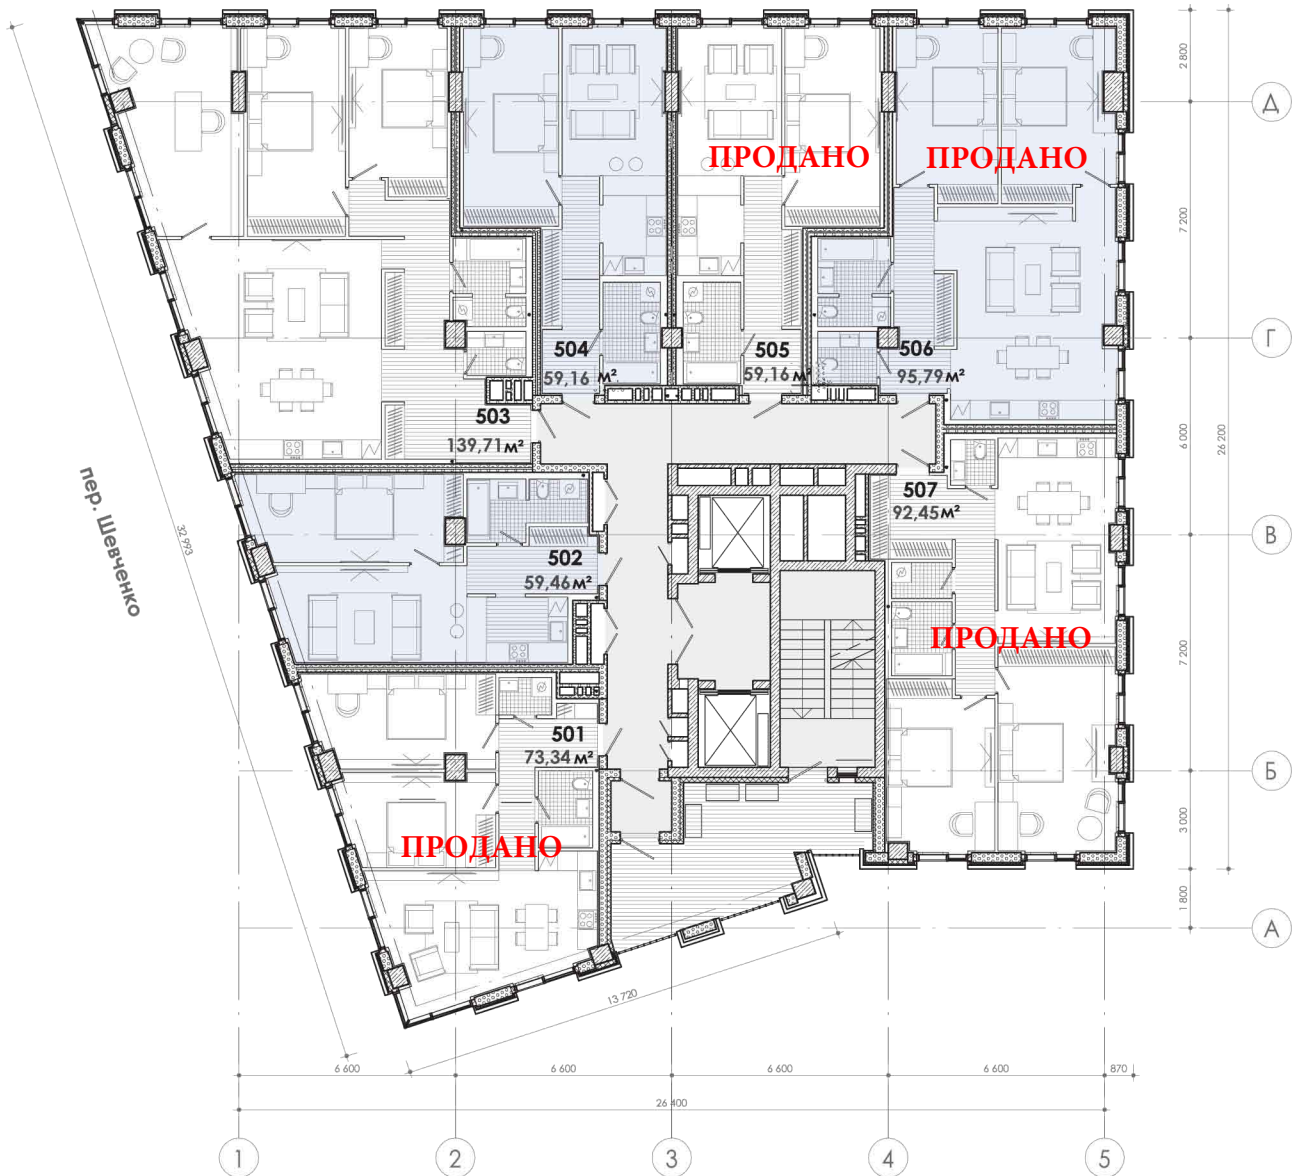 2 800
Д
ПРОДАНО
ПРОДАНО
7 200
Г
504
59,16 м²
505
59,16 м²
506
95,79 м²
503
139,71 м²
6 000
26 200
пер. Шевченко
32 993
507
92,45 м²
В
502
59,46 м²
ПРОДАНО
7 200
501
73,34 м²
Б
3 000
ПРОДАНО
1 800
А
13 720
6 600
6 600
6 600
6 600
870
26 400
1
2
3
4
5